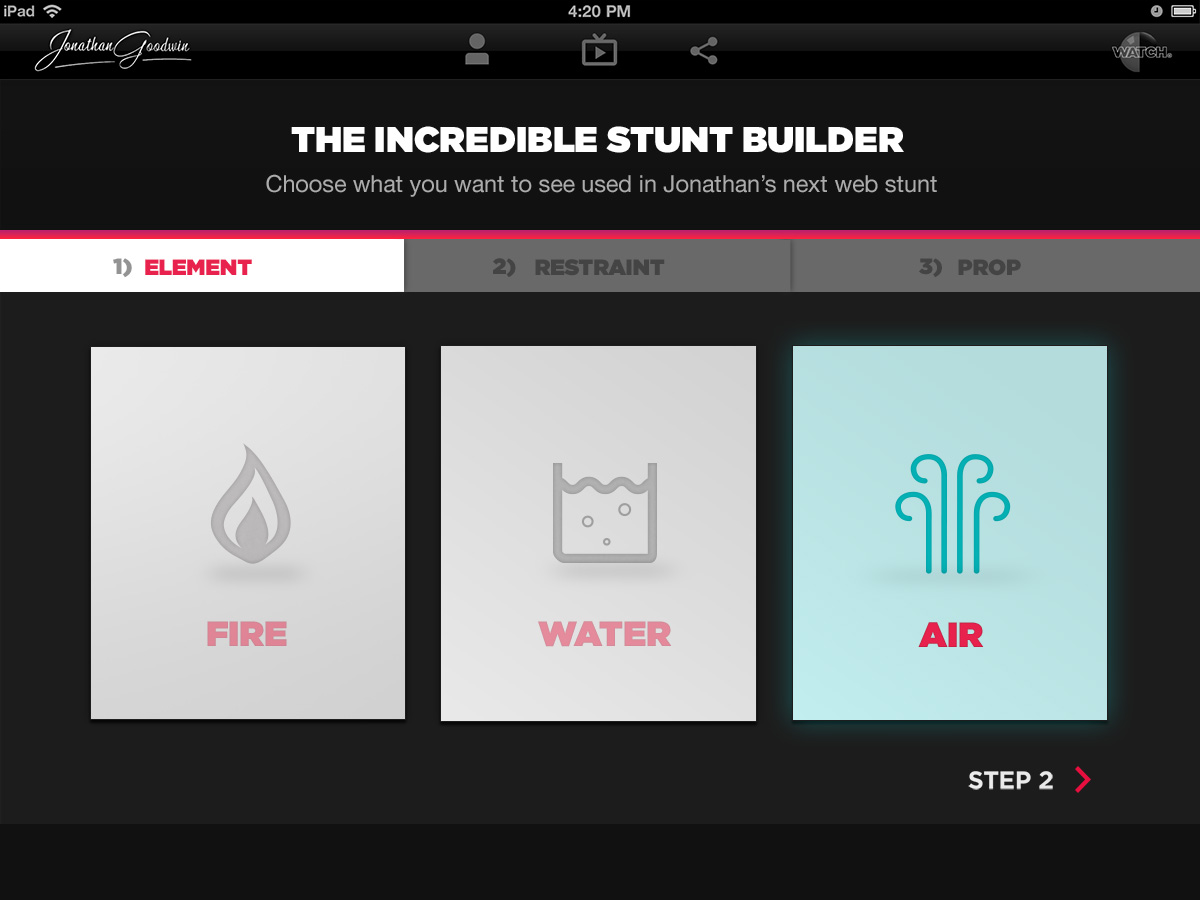 iPad
4:20 PM
Jonathan Goodwin
WATCH.
THE INCREDIBLE STUNT BUILDER
Choose what you want to see used in Jonathan’s next web stunt
1) ELEMENT
2) RESTRAINT
3) PROP
FIRE
WATER
AIR
STEP 2